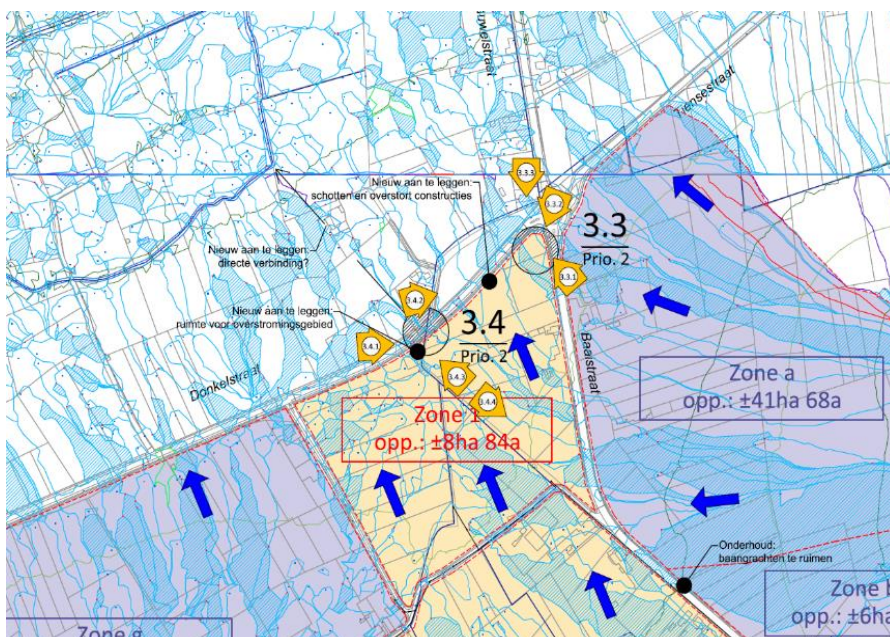 uwelstraat
Tiensestraat
Nieuw aan te leggen:
schotten en overstort constructies
3.3.3
3.3.2
3.3
Prio. 2
Nieuw aan te leggen:
directe verbinding?
3.3.1
3.4.2
Nieuw aan te leggen:
ruimte voor overstromingsgebied
3.4
Prio. 2
3.4.1
Baalstraat
Donkelstraat
3.4.3
3.4.4
Zone a
opp.: ±41ha 68a
Zone 1
opp.: ±8ha 84a
Onderhoud:
baangrachten te ruimen
Zone b
opp.: ±6ha
Zone g